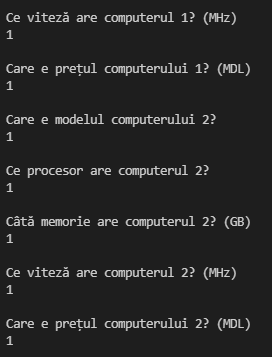 Ce viteză are computerul 1? (MHz)
1
Care e prețul computerului 1? (MDL)
1
Care e modelul computerului 2?
1
Ce procesor are computerul 2?
1
Câtă memorie are computerul 2? (GB)
1
Ce viteză are computerul 2? (MHz)
1
Care e prețul computerului 2? (MDL)
1